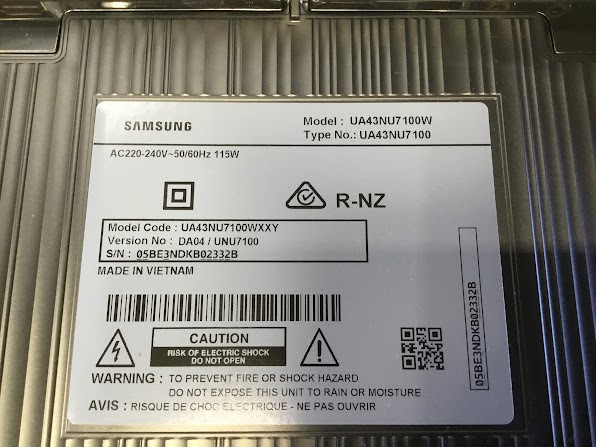 SAMSUNG
Model : UA43NU7100W
Type No.: UA43NU7100
AC220-240V~50/60Hz 115W
R-NZ
Model Code : UA43NU7100WXXY
Version No : DA04 / UNU7100
S/N : 05BE3NDKB02332B
MADE IN VIETNAM
05BE3NDKB02332B
CAUTION
RISK OF ELECTRIC SHOCK
DO NOT OPEN
WARNING : TO PREVENT FIRE OR SHOCK HAZARD
DO NOT EXPOSE THIS UNIT TO RAIN OR MOISTURE
AVIS : RISQUE DE CHOC ELECTRIQUE - NE PAS OUVRIR